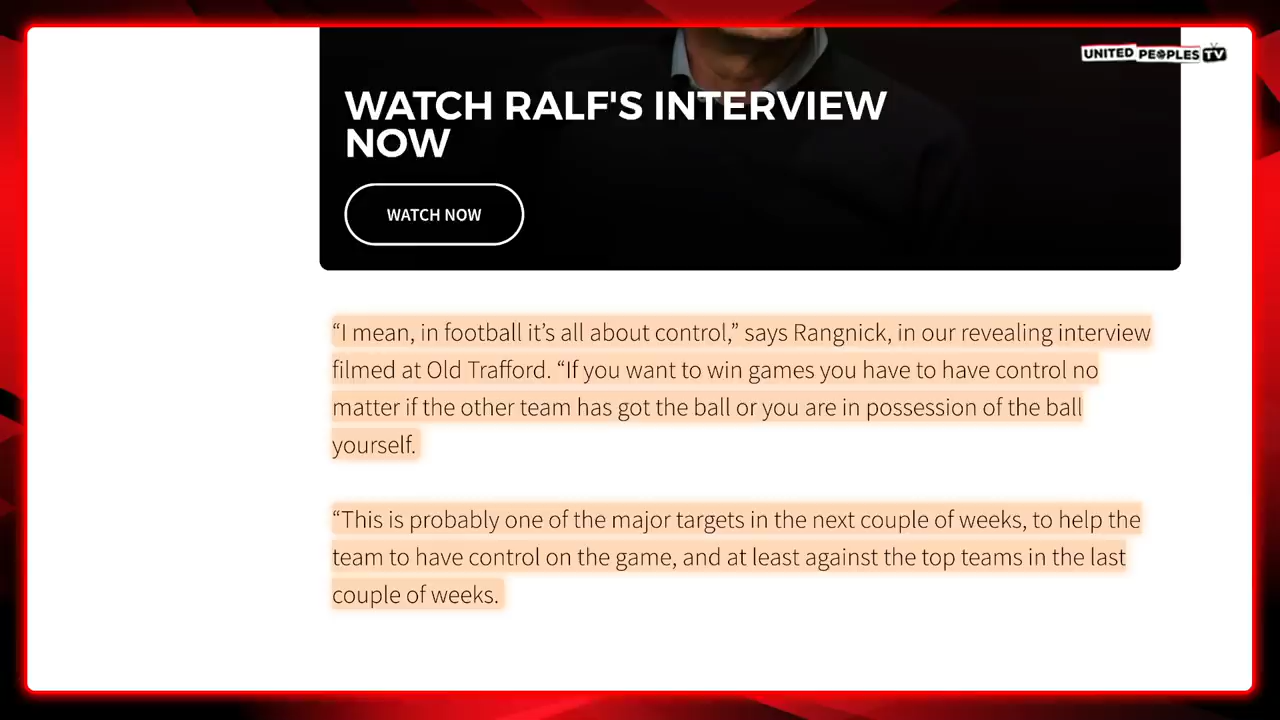 UNITED PEOPLES TV
WATCH RALF'S INTERVIEW
NOW
WATCH NOW
“I mean, in football it’s all about control,” says Rangnick, in our revealing interview
filmed at Old Trafford. “If you want to win games you have to have control no
matter if the other team has got the ball or you are in possession of the ball
yourself.
“This is probably one of the major targets in the next couple of weeks, to help the
team to have control on the game, and at least against the top teams in the last
couple of weeks.